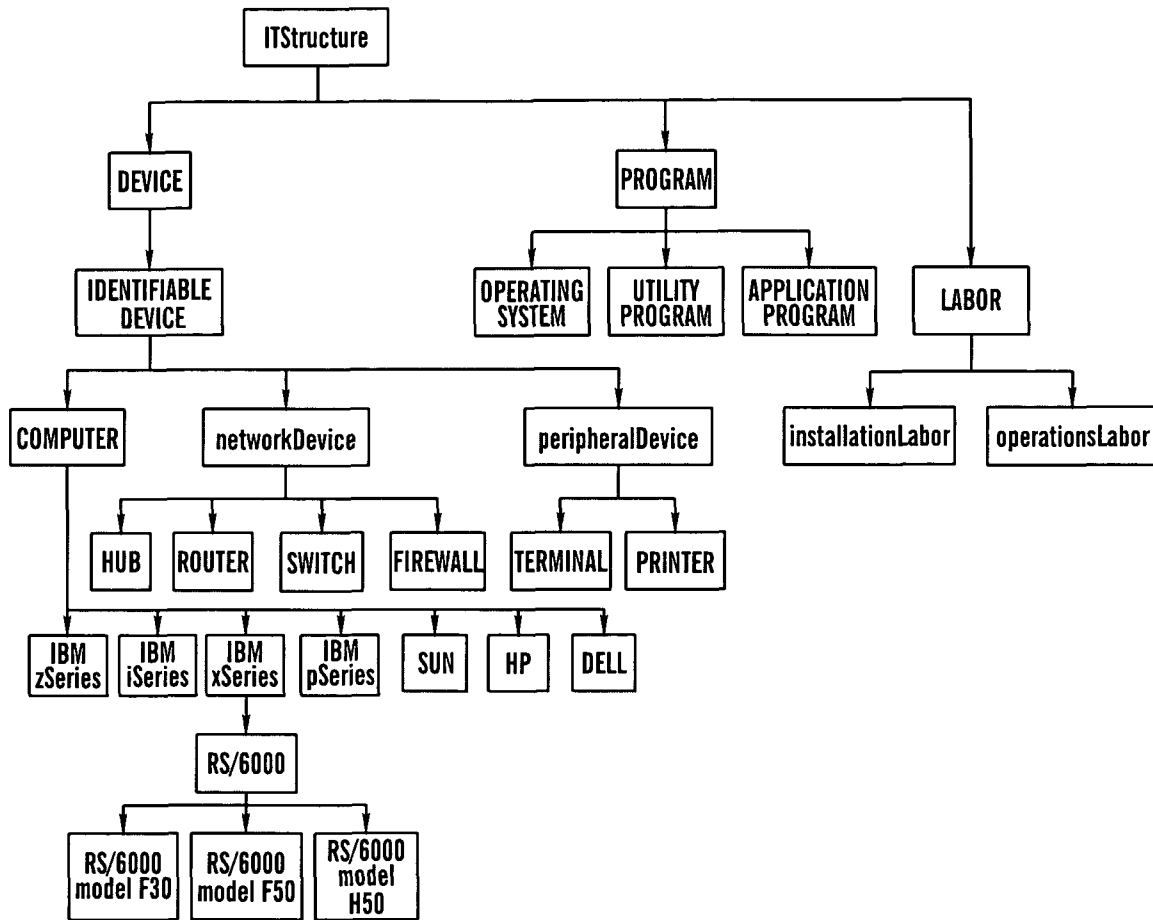 ITStructure
DEVICE
PROGRAM
IDENTIFIABLE
DEVICE
OPERATING
SYSTEM
UTILITY
PROGRAM
APPLICATION
PROGRAM
LABOR
COMPUTER
networkDevice
peripheralDevice
installationLabor
operationsLabor
HUB
ROUTER
SWITCH
FIREWALL
TERMINAL
PRINTER
IBM
zSeries
IBM
iSeries
IBM
xSeries
IBM
pSeries
SUN
HP
DELL
RS/6000
RS/6000
model F30
RS/6000
model F50
RS/6000
model
H50